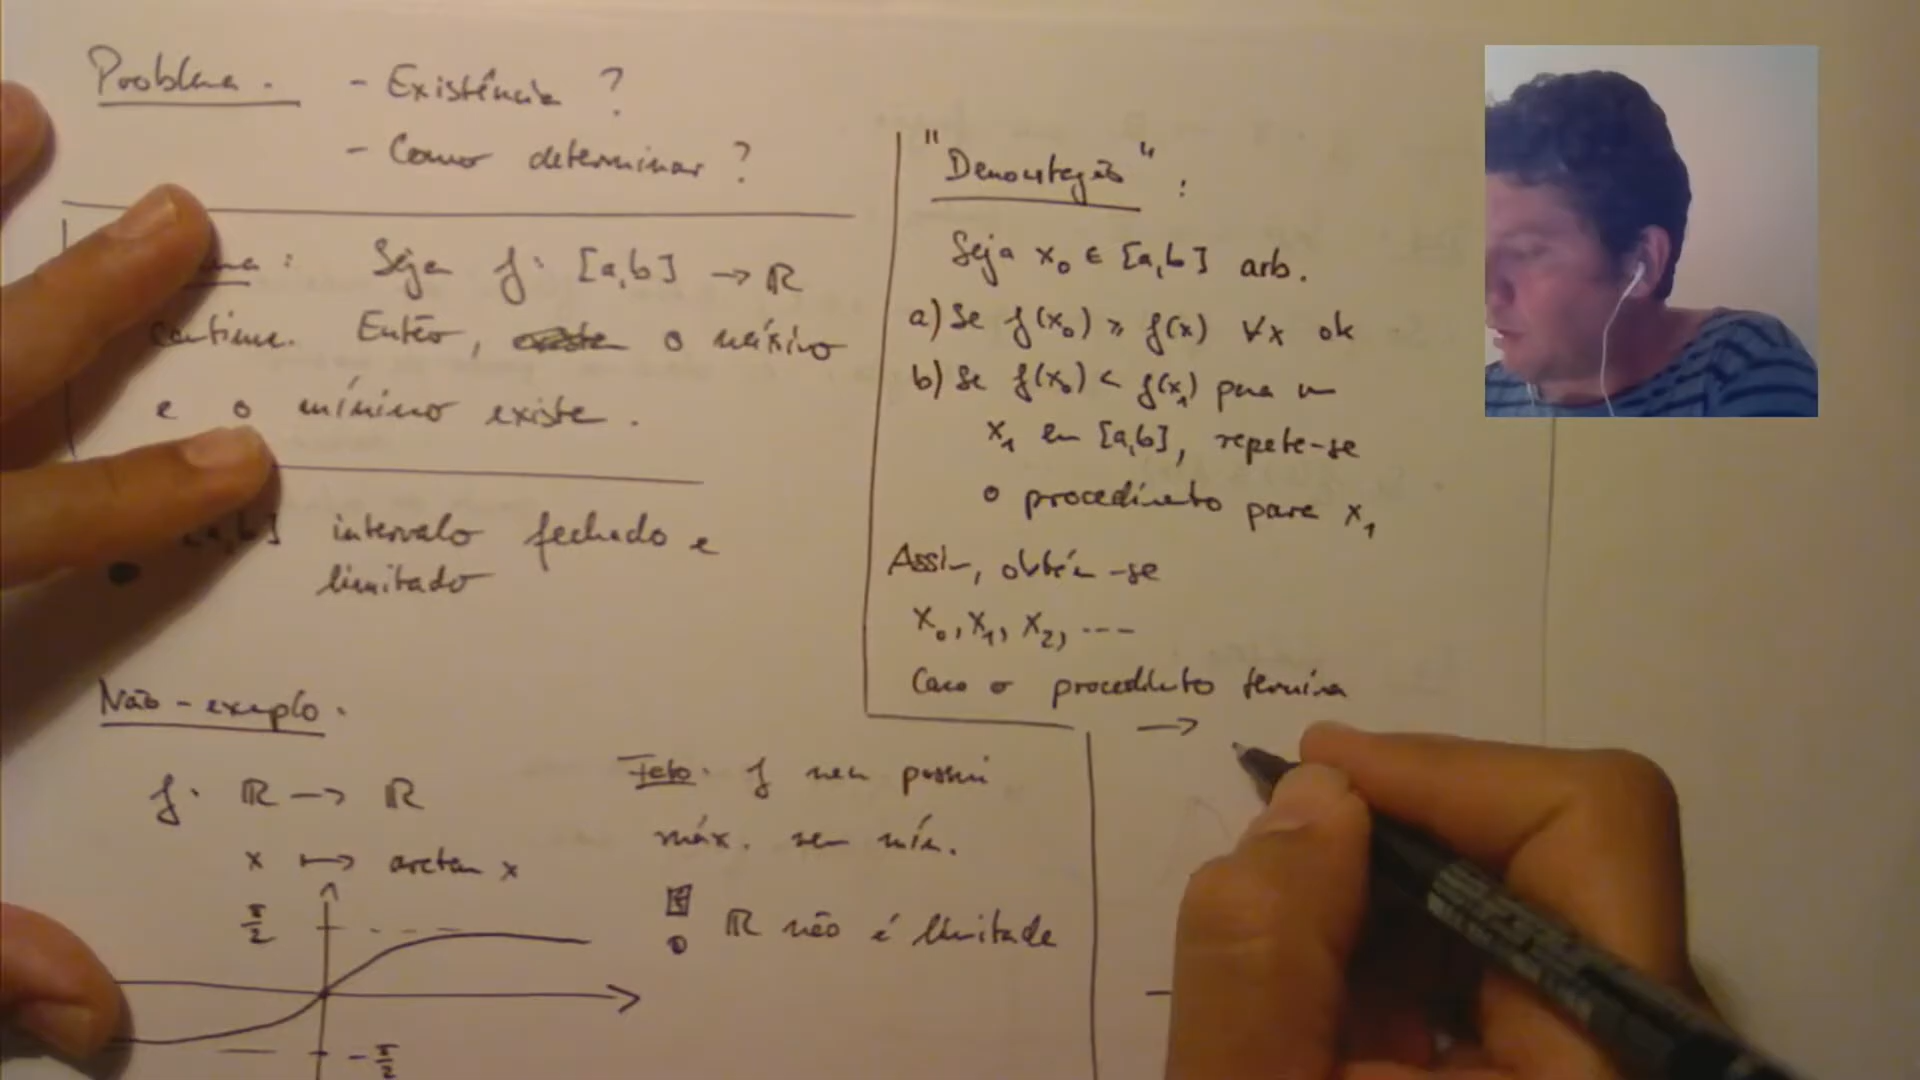 Problema.
- Existência ?
- Como determinar ?
Seja f: [a,b] → ℝ
contínua. Então, o máximo
e o mínimo existe.
[a,b] intervalo fechado e
limitado
Não-exemplo.
f: ℝ → ℝ
x ↦ arctan x
π/2
-π/2
Fato. f nem possui
máx. nem mín.
ℝ não é limitado
"Demonstração" :
Seja x₀ ∈ [a,b] arb.
a) Se f(x₀) ≥ f(x) ∀x ok
b) Se f(x₀) < f(x₁) para um
x₁ em [a,b], repete-se
o procedimento para x₁
Assim, obtém-se
x₀, x₁, x₂, ---
Caso o procedimento termina
→